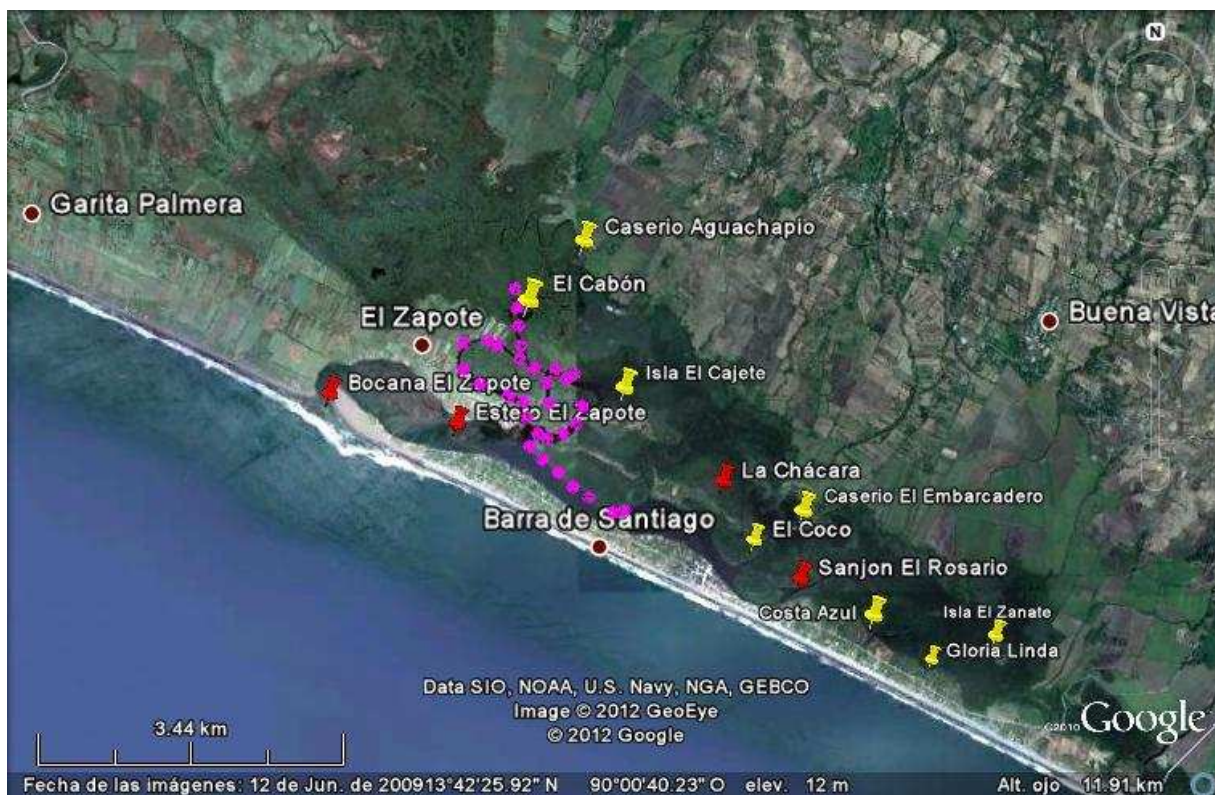 N
Garita Palmera
Caserio Aguachapio
El Cabón
El Zapote
Buena Vista
Bocana El Zapote
Isla El Cajete
Estero El Zapote
La Chácara
Caserio El Embarcadero
Barra de Santiago
El Coco
Sanjon El Rosario
Costa Azul
Isla El Zanate
Gloria Linda
Data SIO, NOAA, U.S. Navy, NGA, GEBCO
Image © 2012 GeoEye
© 2012 Google
3.44 km
©2010 Google
Fecha de las imágenes: 12 de Jun. de 200913°42'25.92" N 90°00'40.23" O elev. 12 m Alt. ojo 11.91 km